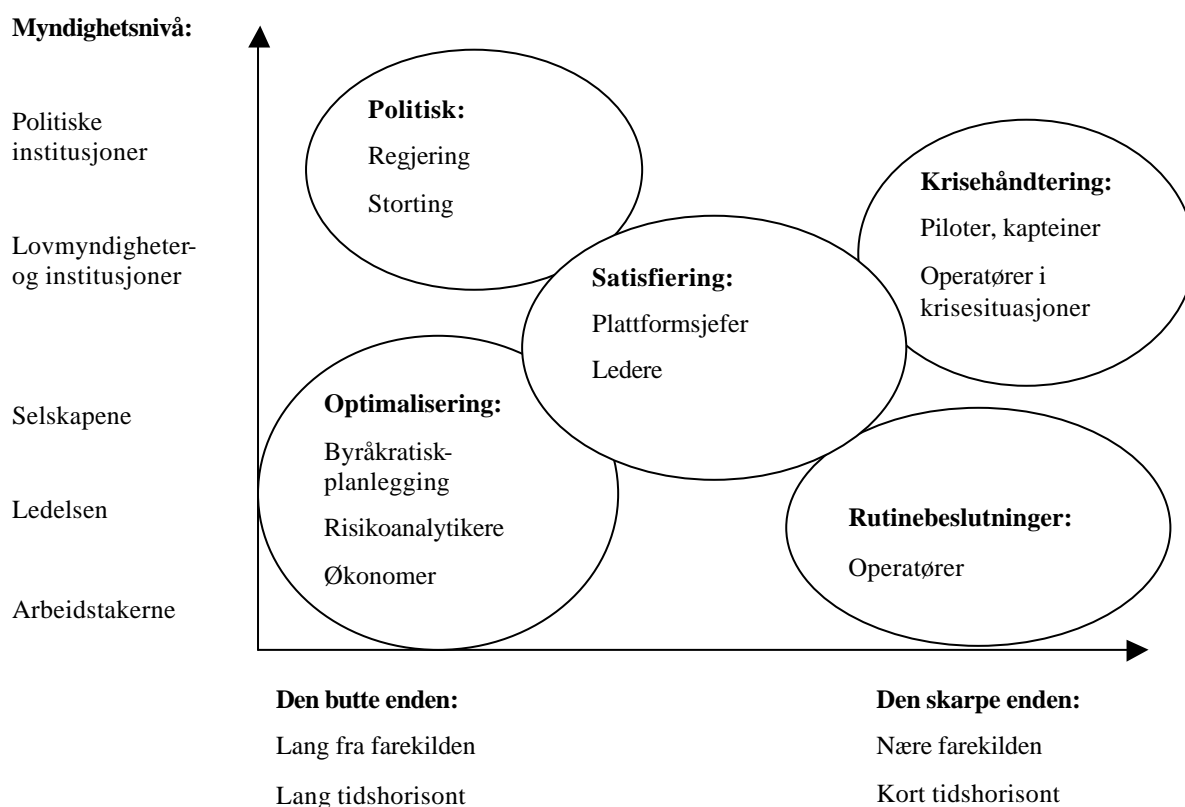 Myndighetsnivå:
Politiske
institusjoner
Lovmyndigheter-
og institusjoner
Selskapene
Ledelsen
Arbeidstakerne
Politisk:
Regjering
Storting
Krisehåndtering:
Piloter, kapteiner
Operatører i
krisesituasjoner
Satisfiering:
Plattformsjefer
Ledere
Optimalisering:
Byråkratisk-
planlegging
Risikoanalytikere
Økonomer
Rutinebeslutninger:
Operatører
Den butte enden:
Lang fra farekilden
Lang tidshorisont
Den skarpe enden:
Nære farekilden
Kort tidshorisont